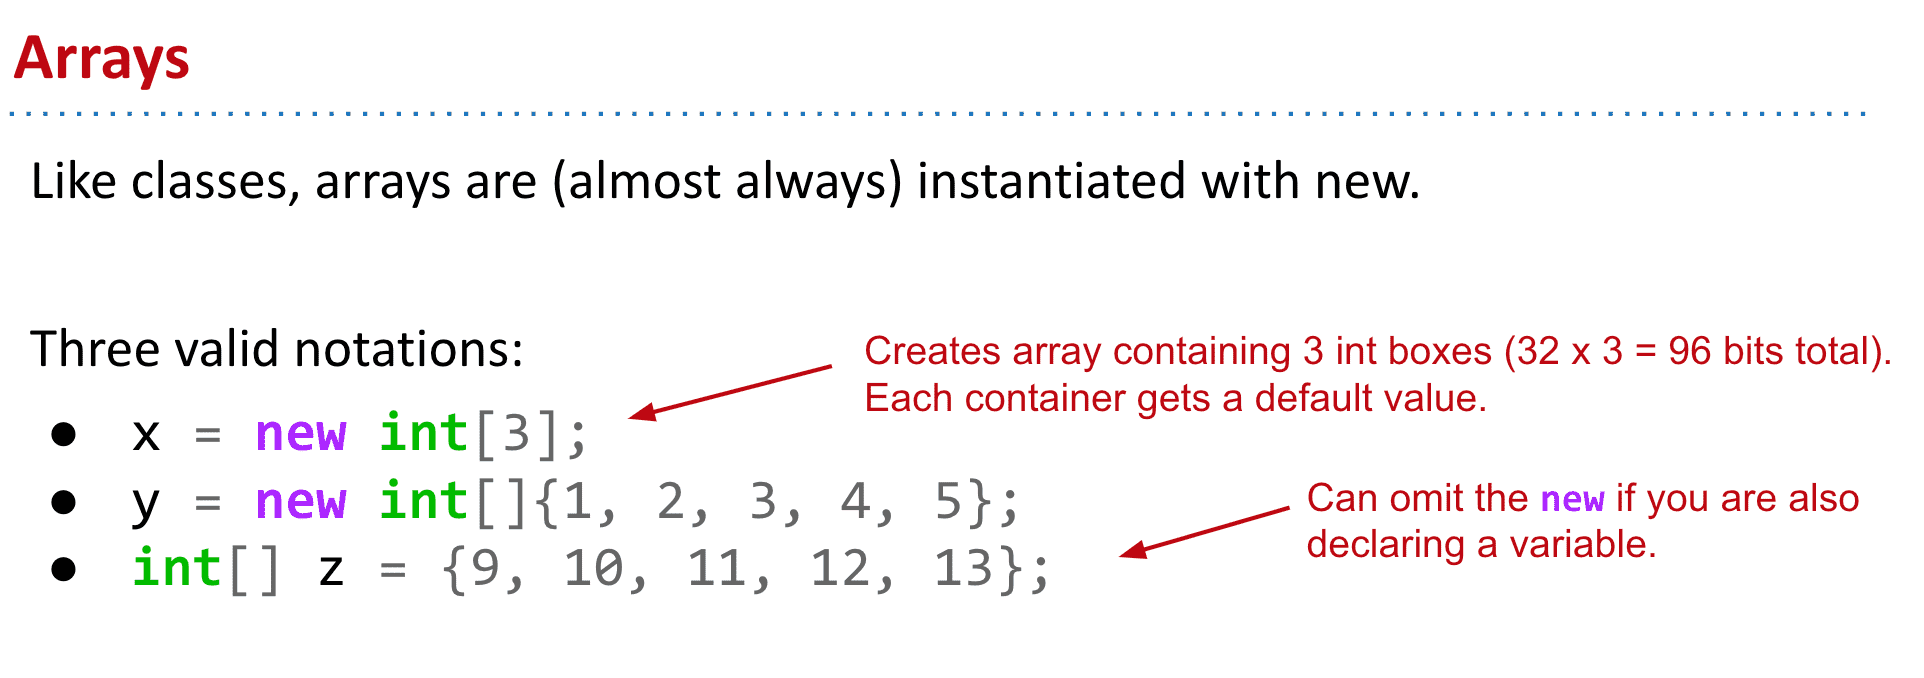 Arrays
Like classes, arrays are (almost always) instantiated with new.
Three valid notations:
Creates array containing 3 int boxes (32 x 3 = 96 bits total).
Each container gets a default value.
● x = new int[3];
● y = new int[]{1, 2, 3, 4, 5};
Can omit the new if you are also
declaring a variable.
● int[] z = {9, 10, 11, 12, 13};